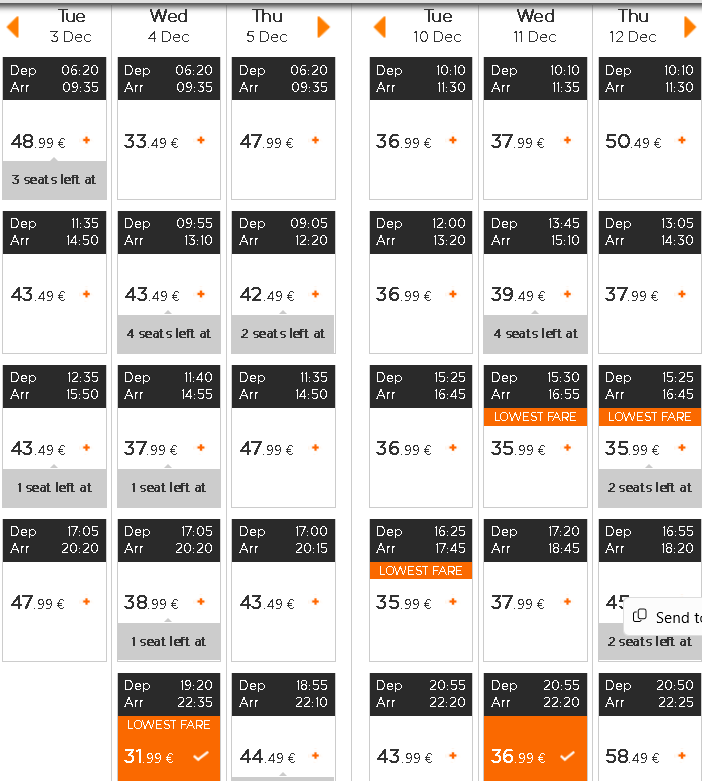 Tue
3 Dec
Wed
4 Dec
Thu
5 Dec
Dep 06:20
Arr 09:35
48.99 €
3 seats left at
Dep 06:20
Arr 09:35
33.49 €
Dep 06:20
Arr 09:35
47.99 €
Dep 11:35
Arr 14:50
43.49 €
Dep 09:55
Arr 13:10
43.49 €
4 seats left at
Dep 09:05
Arr 12:20
42.49 €
2 seats left at
Dep 12:35
Arr 15:50
43.49 €
1 seat left at
Dep 11:40
Arr 14:55
37.99 €
1 seat left at
Dep 11:35
Arr 14:50
47.99 €
Dep 17:05
Arr 20:20
47.99 €
Dep 17:05
Arr 20:20
38.99 €
1 seat left at
Dep 17:00
Arr 20:15
43.49 €
Dep 19:20
Arr 22:35
LOWEST FARE
31.99 €
Dep 18:55
Arr 22:10
44.49 €
Tue
10 Dec
Wed
11 Dec
Thu
12 Dec
Dep 10:10
Arr 11:30
36.99 €
Dep 10:10
Arr 11:35
37.99 €
Dep 10:10
Arr 11:30
50.49 €
Dep 12:00
Arr 13:20
36.99 €
Dep 13:45
Arr 15:10
39.49 €
4 seats left at
Dep 13:05
Arr 14:30
37.99 €
Dep 15:25
Arr 16:45
36.99 €
Dep 15:30
Arr 16:55
LOWEST FARE
35.99 €
Dep 15:25
Arr 16:45
LOWEST FARE
35.99 €
2 seats left at
Dep 16:25
Arr 17:45
LOWEST FARE
35.99 €
Dep 17:20
Arr 18:45
37.99 €
Dep 16:55
Arr 18:20
45
Send to
2 seats left at
Dep 20:55
Arr 22:20
43.99 €
Dep 20:55
Arr 22:20
36.99 €
Dep 20:50
Arr 22:25
58.49 €